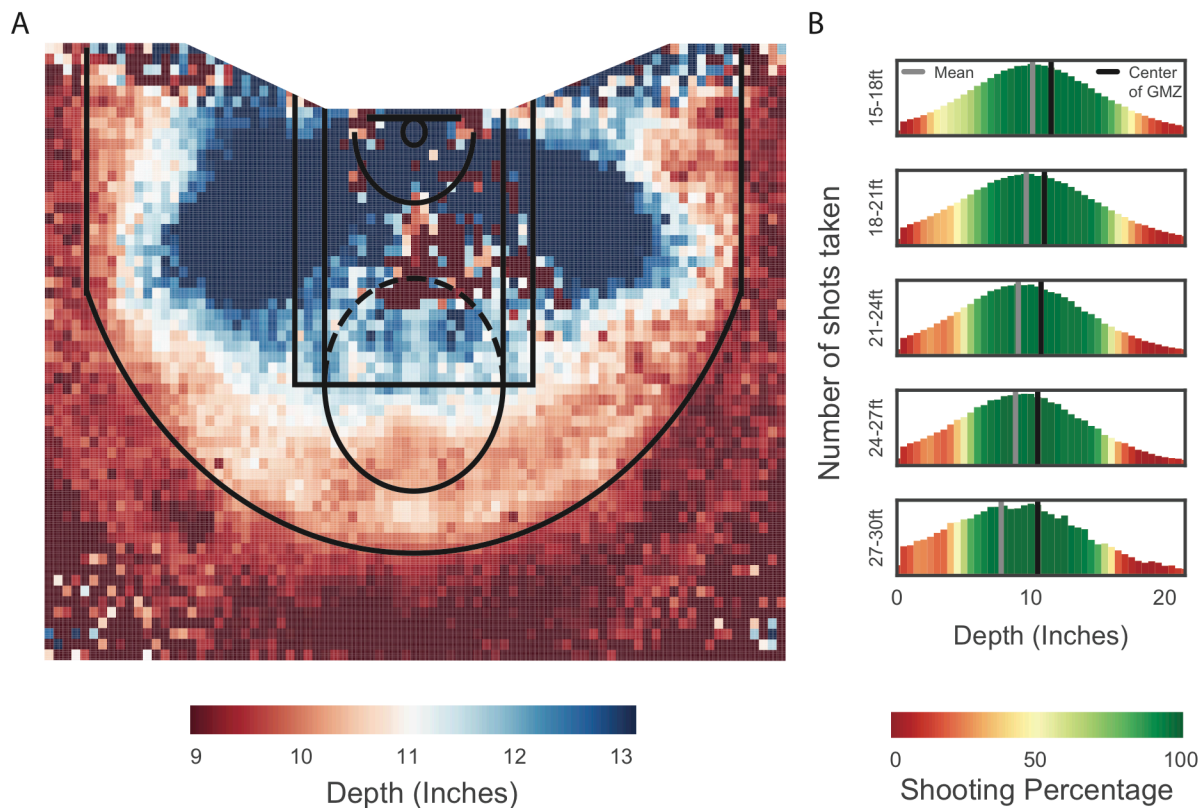 A
9 10 11 12 13
Depth (Inches)
B
Number of shots taken
15-18ft
Mean
Center
of GMZ
18-21ft
21-24ft
24-27ft
27-30ft
0 10 20
Depth (Inches)
0 50 100
Shooting Percentage